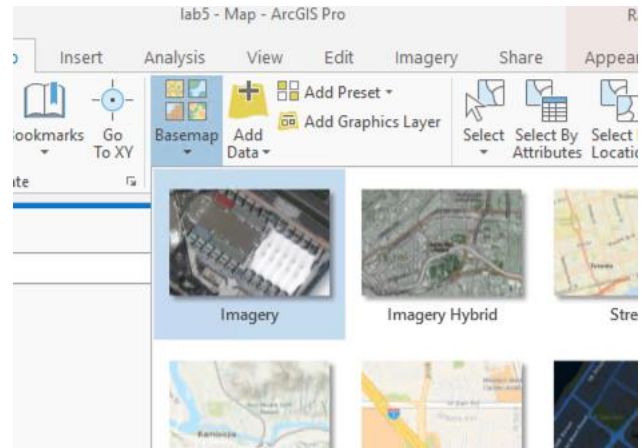 lab5 - Map - ArcGIS Pro
Insert Analysis View Edit Imagery Share Appear
Bookmarks Go To XY Basemap Add Data Add Preset Add Graphics Layer Select Select By Attributes Select Locatio
Imagery Imagery Hybrid Stre